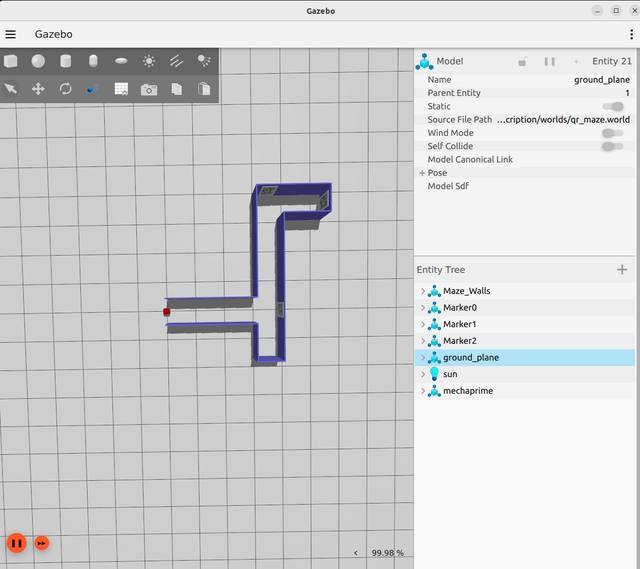 Gazebo
Gazebo
Model
Entity 21
Name ground_plane
Parent Entity 1
Static
Source File Path ...cription/worlds/qr_maze.world
Wind Mode
Self Collide
Model Canonical Link
+ Pose
Model Sdf
Entity Tree
Maze_Walls
Marker0
Marker1
Marker2
ground_plane
sun
mechaprime
99.98 %